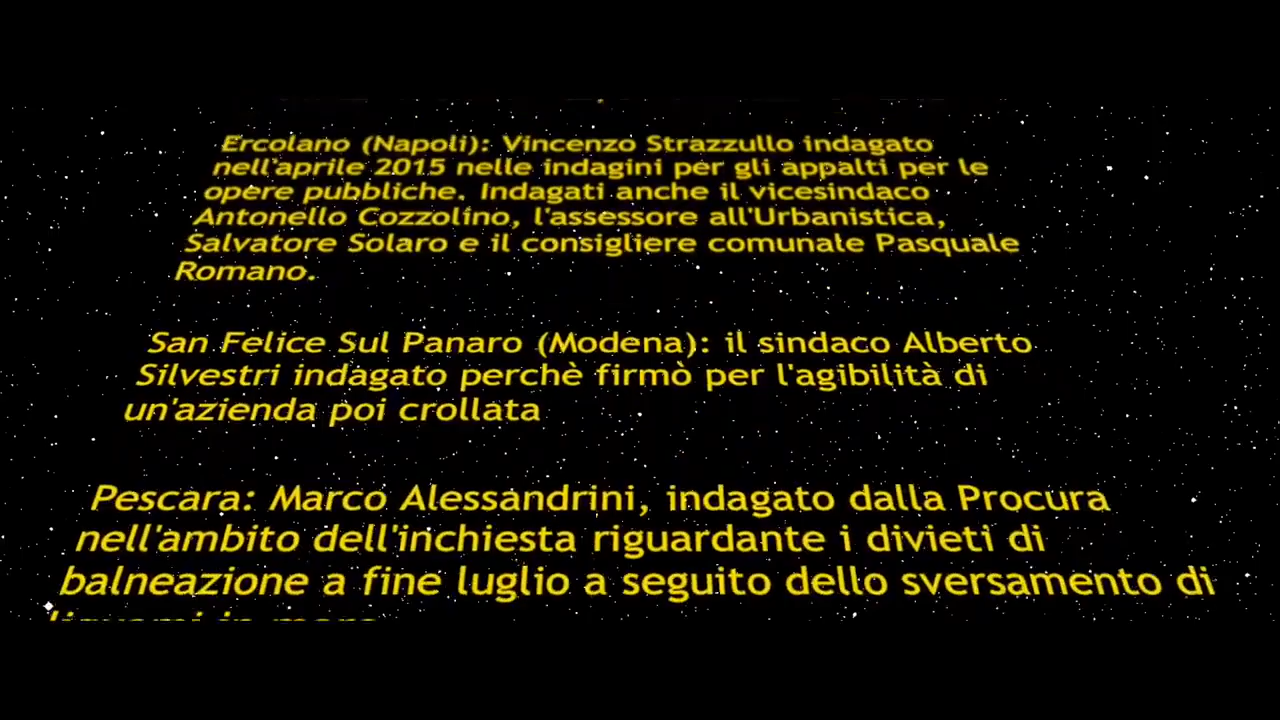 Ercolano (Napoli): Vincenzo Strazzullo indagato
nell'aprile 2015 nelle indagini per gli appalti per le
opere pubbliche. Indagati anche il vicesindaco
Antonello Cozzolino, l'assessore all'Urbanistica,
Salvatore Solaro e il consigliere comunale Pasquale
Romano.
San Felice Sul Panaro (Modena): il sindaco Alberto
Silvestri indagato perchè firmò per l'agibilità di
un'azienda poi crollata
Pescara: Marco Alessandrini, indagato dalla Procura
nell'ambito dell'inchiesta riguardante i divieti di
balneazione a fine luglio a seguito dello sversamento di